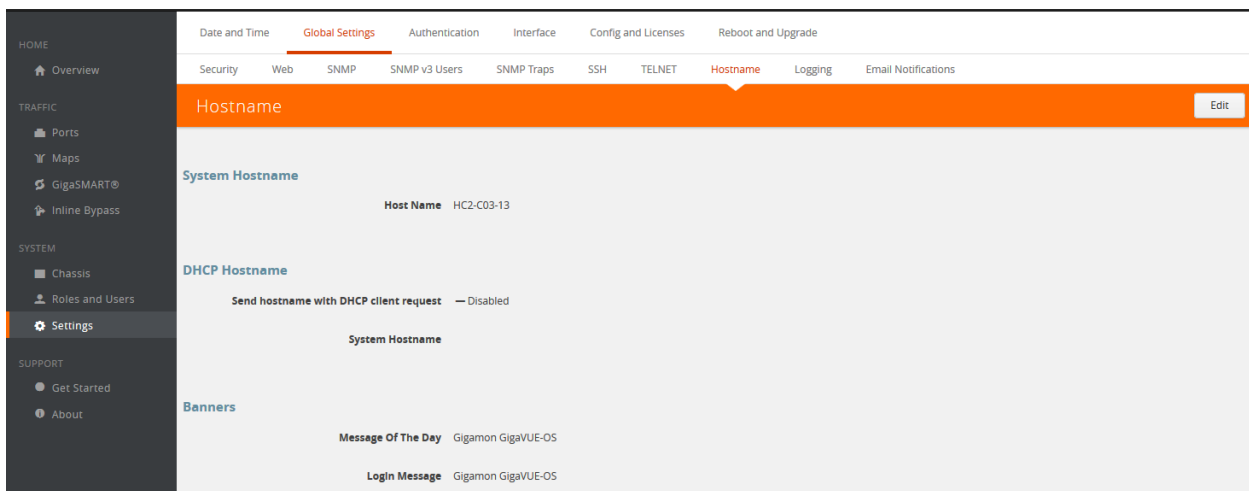 HOME
Overview
TRAFFIC
Ports
Maps
GigaSMART®
Inline Bypass
SYSTEM
Chassis
Roles and Users
Settings
SUPPORT
Get Started
About
Date and Time Global Settings Authentication Interface Config and Licenses Reboot and Upgrade
Security Web SNMP SNMP v3 Users SNMP Traps SSH TELNET Hostname Logging Email Notifications
Hostname Edit
System Hostname
Host Name HC2-C03-13
DHCP Hostname
Send hostname with DHCP client request — Disabled
System Hostname
Banners
Message Of The Day Gigamon GigaVUE-OS
Login Message Gigamon GigaVUE-OS